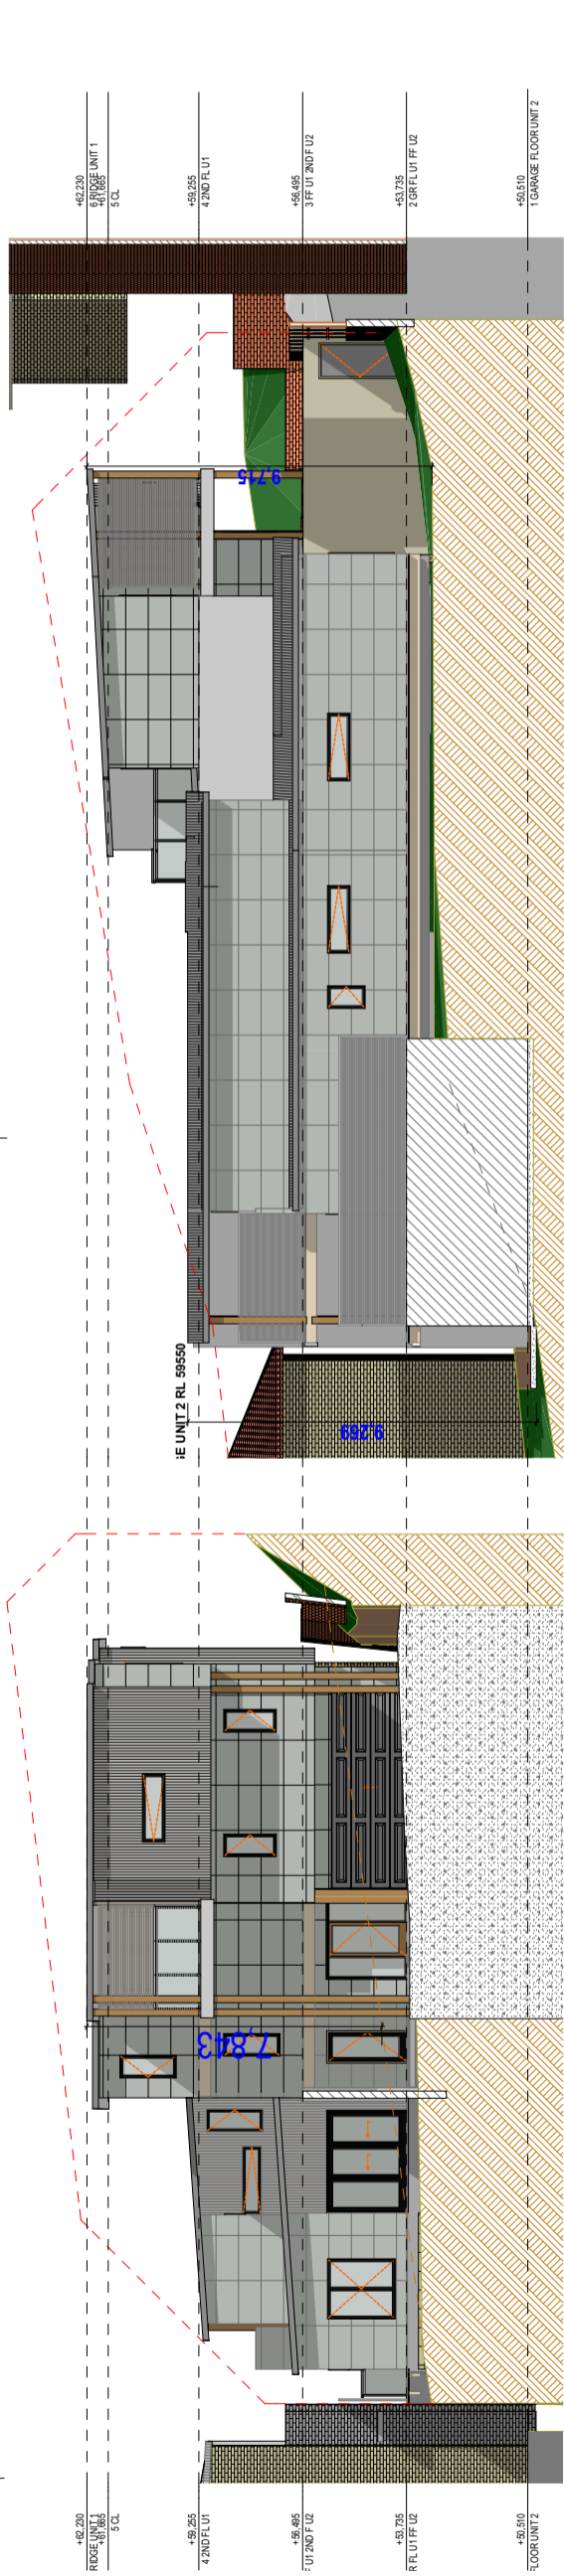 +62,230
6 RIDGE UNIT 1
+61,665
5 CL
+59,255
4 2ND FL U1
+56,495
3 FF U1 2ND F U2
+53,735
2 GR FL U1 FF U2
+50,510
1 GARAGE FLOOR UNIT 2
9,715
GE UNIT 2 RL 59550
9,269
7,843
+62,230
RIDGE UNIT 1
+61,665
5 CL
+59,255
4 2ND FL U1
+56,495
F U1 2ND F U2
+53,735
R FL U1 FF U2
+50,510
FLOOR UNIT 2